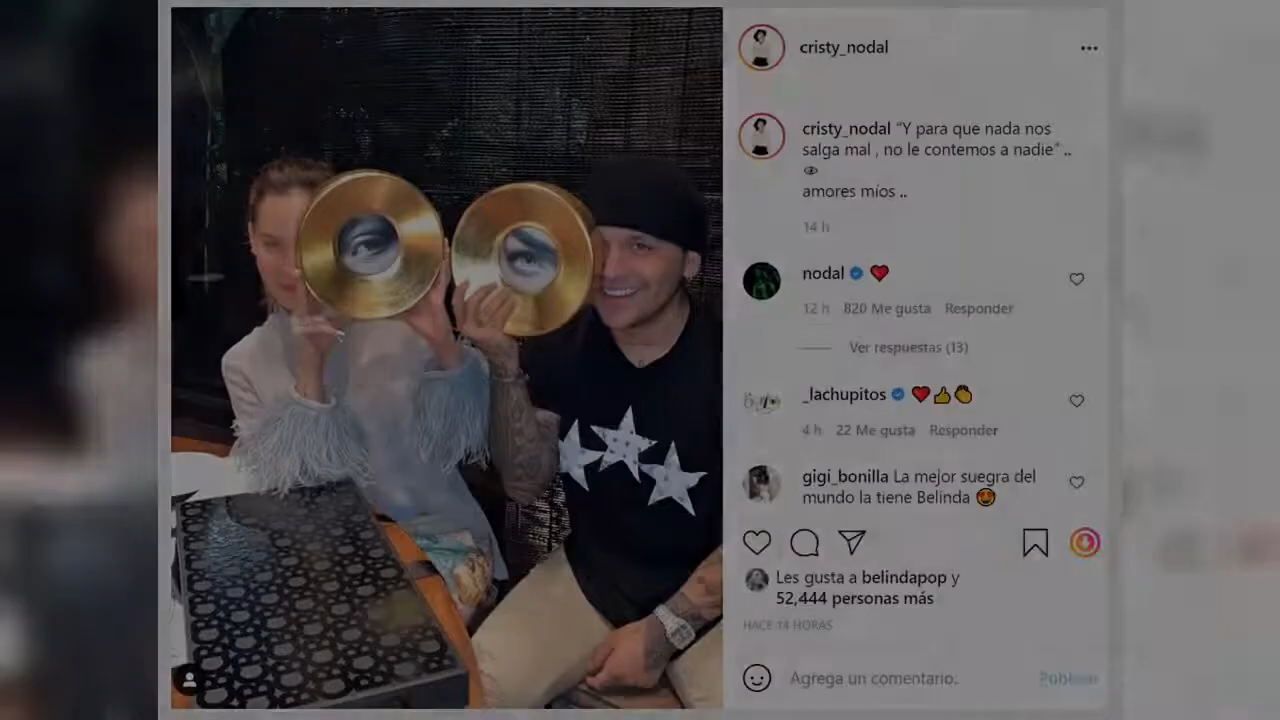 cristy_nodal
cristy_nodal "Y para que nada nos
salga mal , no le contemos a nadie" ..
amores míos ..
14 h
nodal
12 h 820 Me gusta Responder
Ver respuestas (13)
_lachupitos
4 h 22 Me gusta Responder
gigi_bonilla La mejor suegra del
mundo la tiene Belinda
Les gusta a belindapop y
52,444 personas más
HACE 14 HORAS
Agrega un comentario.
Publicar